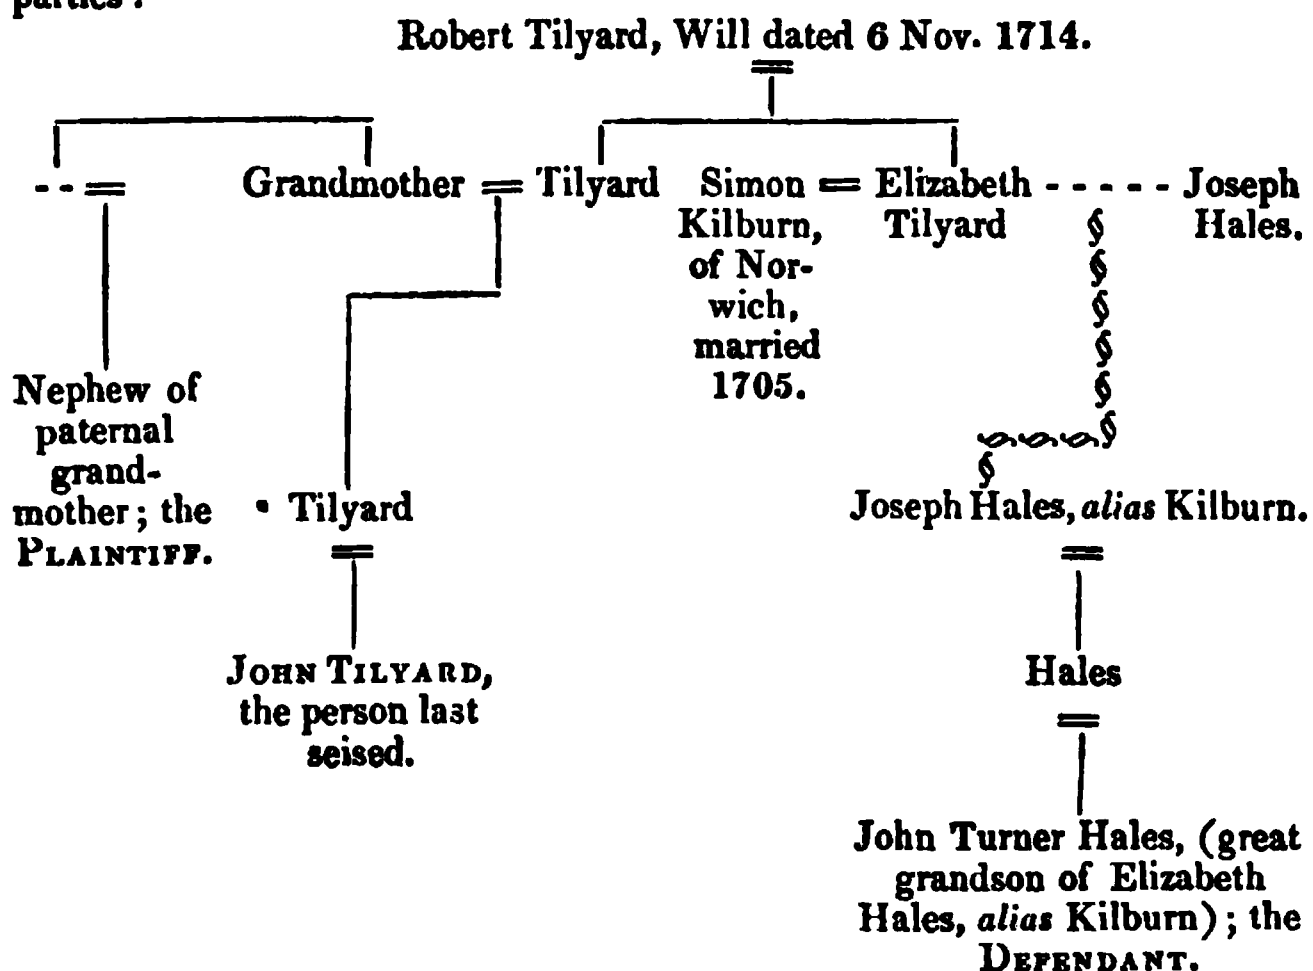 parties :
Robert Tilyard, Will dated 6 Nov. 1714.
Grandmother = Tilyard
Simon = Elizabeth - - - - - Joseph
Kilburn, Tilyard Hales.
of Nor-
wich,
married
1705.
Nephew of
paternal
grand-
mother; the
PLAINTIFF.
Tilyard
Joseph Hales, alias Kilburn.
JOHN TILYARD,
the person last
seised.
Hales
John Turner Hales, (great
grandson of Elizabeth
Hales, alias Kilburn); the
DEFENDANT.